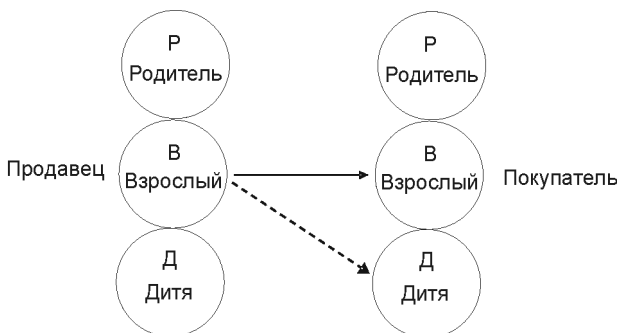 Р
Родитель
Р
Родитель
Продавец
В
Взрослый
В
Взрослый
Покупатель
Д
Дитя
Д
Дитя